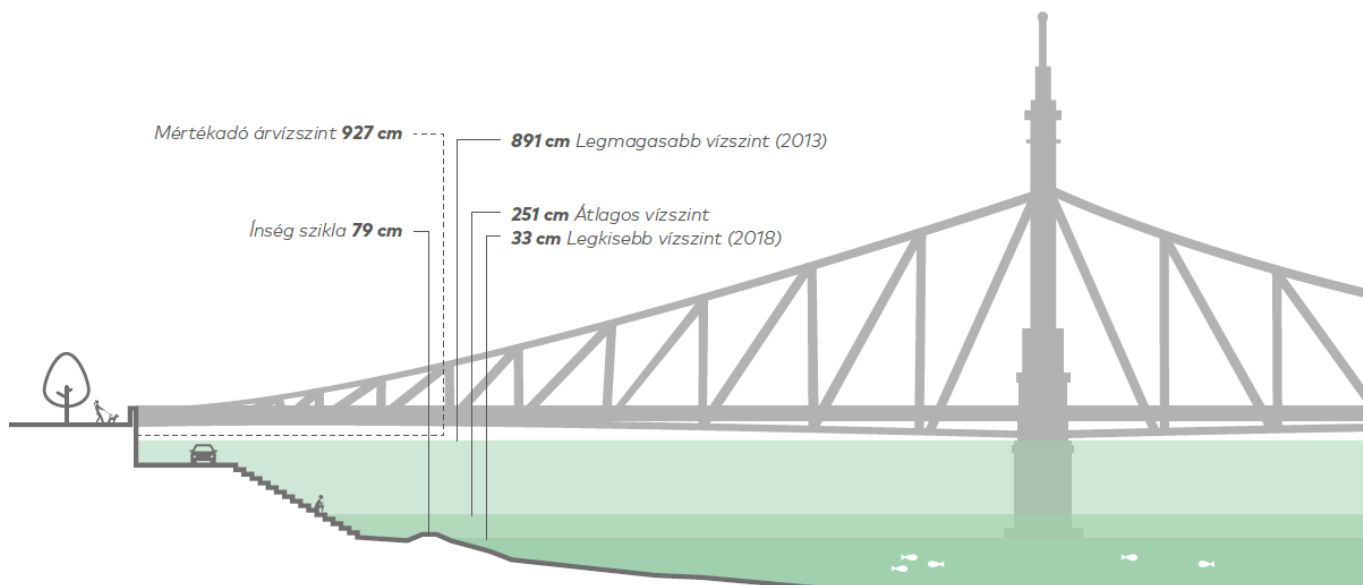 Mértékadó árvízszint 927 cm
891 cm Legmagasabb vízszint (2013)
251 cm Átlagos vízszint
Ínség szikla 79 cm
33 cm Legkisebb vízszint (2018)